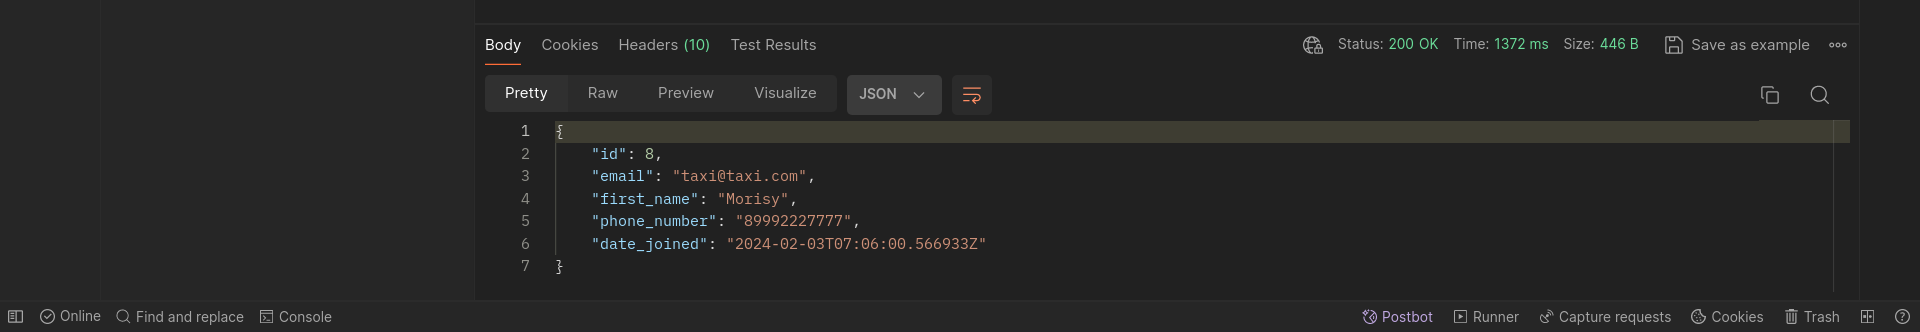 Body Cookies Headers (10) Test Results Status: 200 OK Time: 1372 ms Size: 446 B Save as example
Pretty Raw Preview Visualize JSON
1 {
2 "id": 8,
3 "email": "taxi@taxi.com",
4 "first_name": "Morisy",
5 "phone_number": "89992227777",
6 "date_joined": "2024-02-03T07:06:00.566933Z"
7 }
Online Find and replace Console Postbot Runner Capture requests Cookies Trash